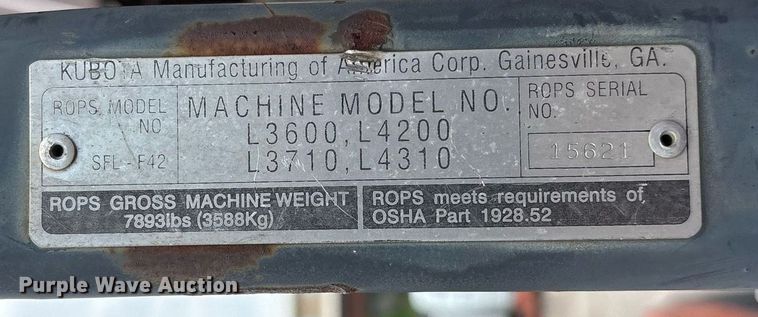 KUBOTA Manufacturing of America Corp. Gainesville, GA.
ROPS, MODEL NO
SFL-F42
MACHINE MODEL NO.
L3600, L4200
L3710, L4310
ROPS SERIAL NO.
15621
ROPS GROSS MACHINE WEIGHT
7893lbs (3588Kg)
ROPS meets requirements of
OSHA Part 1928.52
Purple Wave Auction